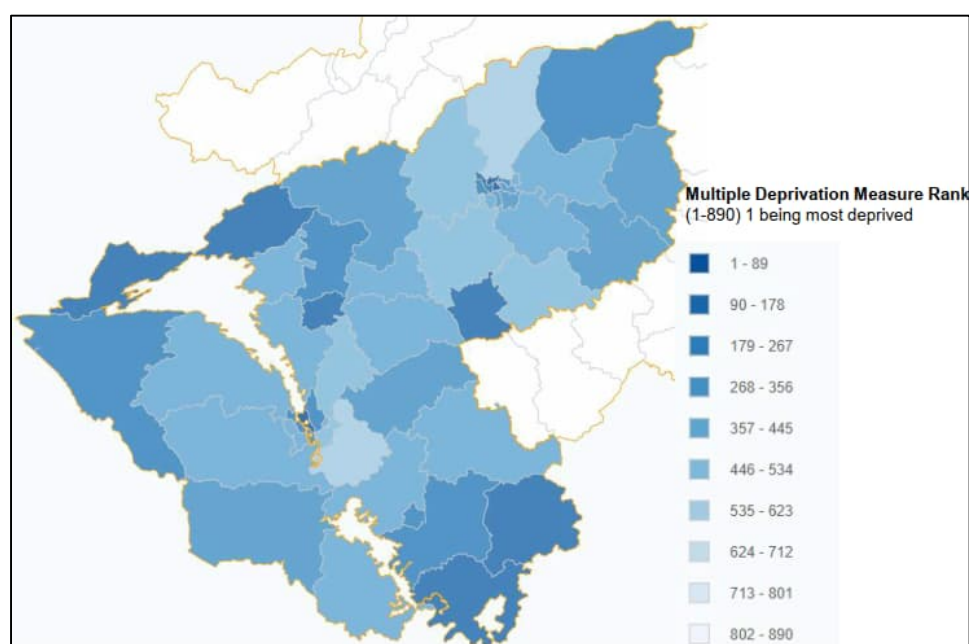 Multiple Deprivation Measure Rank
(1-890) 1 being most deprived
1 - 89
90 - 178
179 - 267
268 - 356
357 - 445
446 - 534
535 - 623
624 - 712
713 - 801
802 - 890